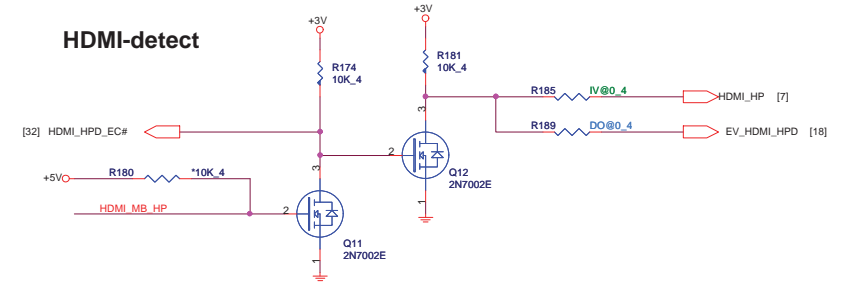 +3V
+3V
HDMI-detect
R174
10K_4
R181
10K_4
R185 IV@0_4
HDMI_HP [7]
3
[32] HDMI_HPD_EC#
R189 DO@0_4
EV_HDMI_HPD [18]
2
3
Q12
2N7002E
+5V
R180 *10K_4
1
HDMI_MB_HP
2
Q11
2N7002E
1